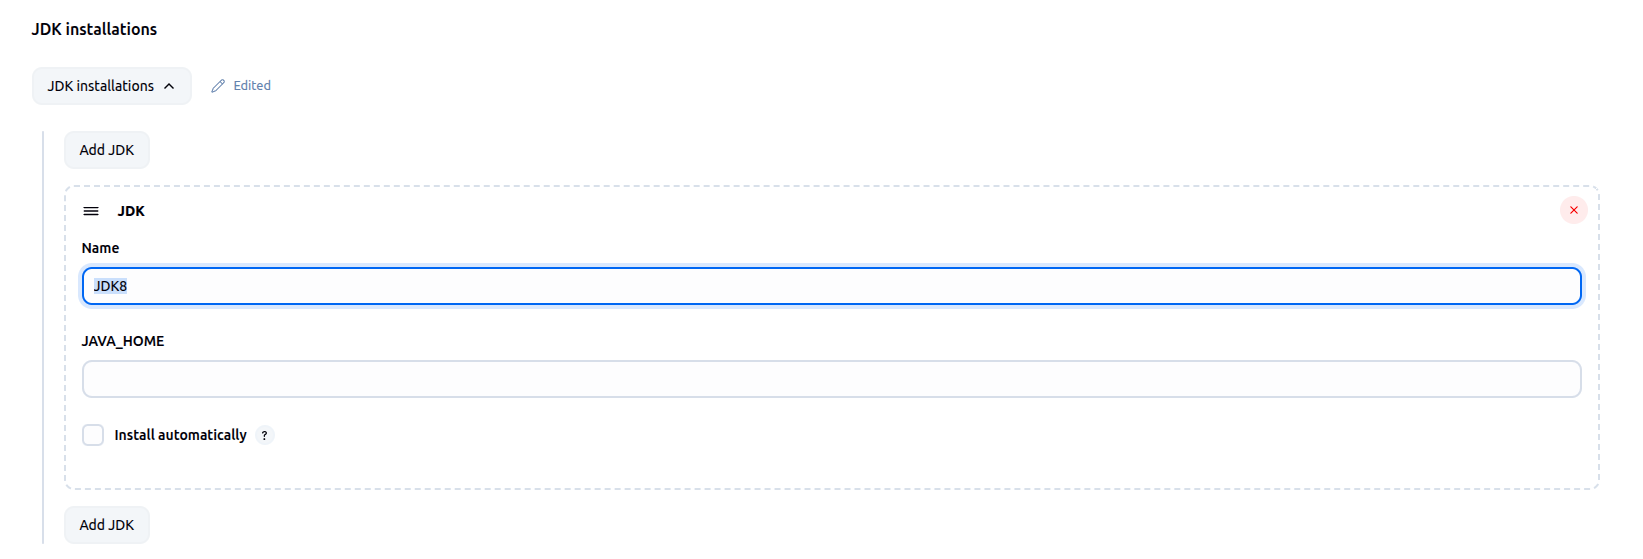 JDK installations
JDK installations
Edited
Add JDK
JDK
Name
JDK8
JAVA_HOME
Install automatically ?
Add JDK